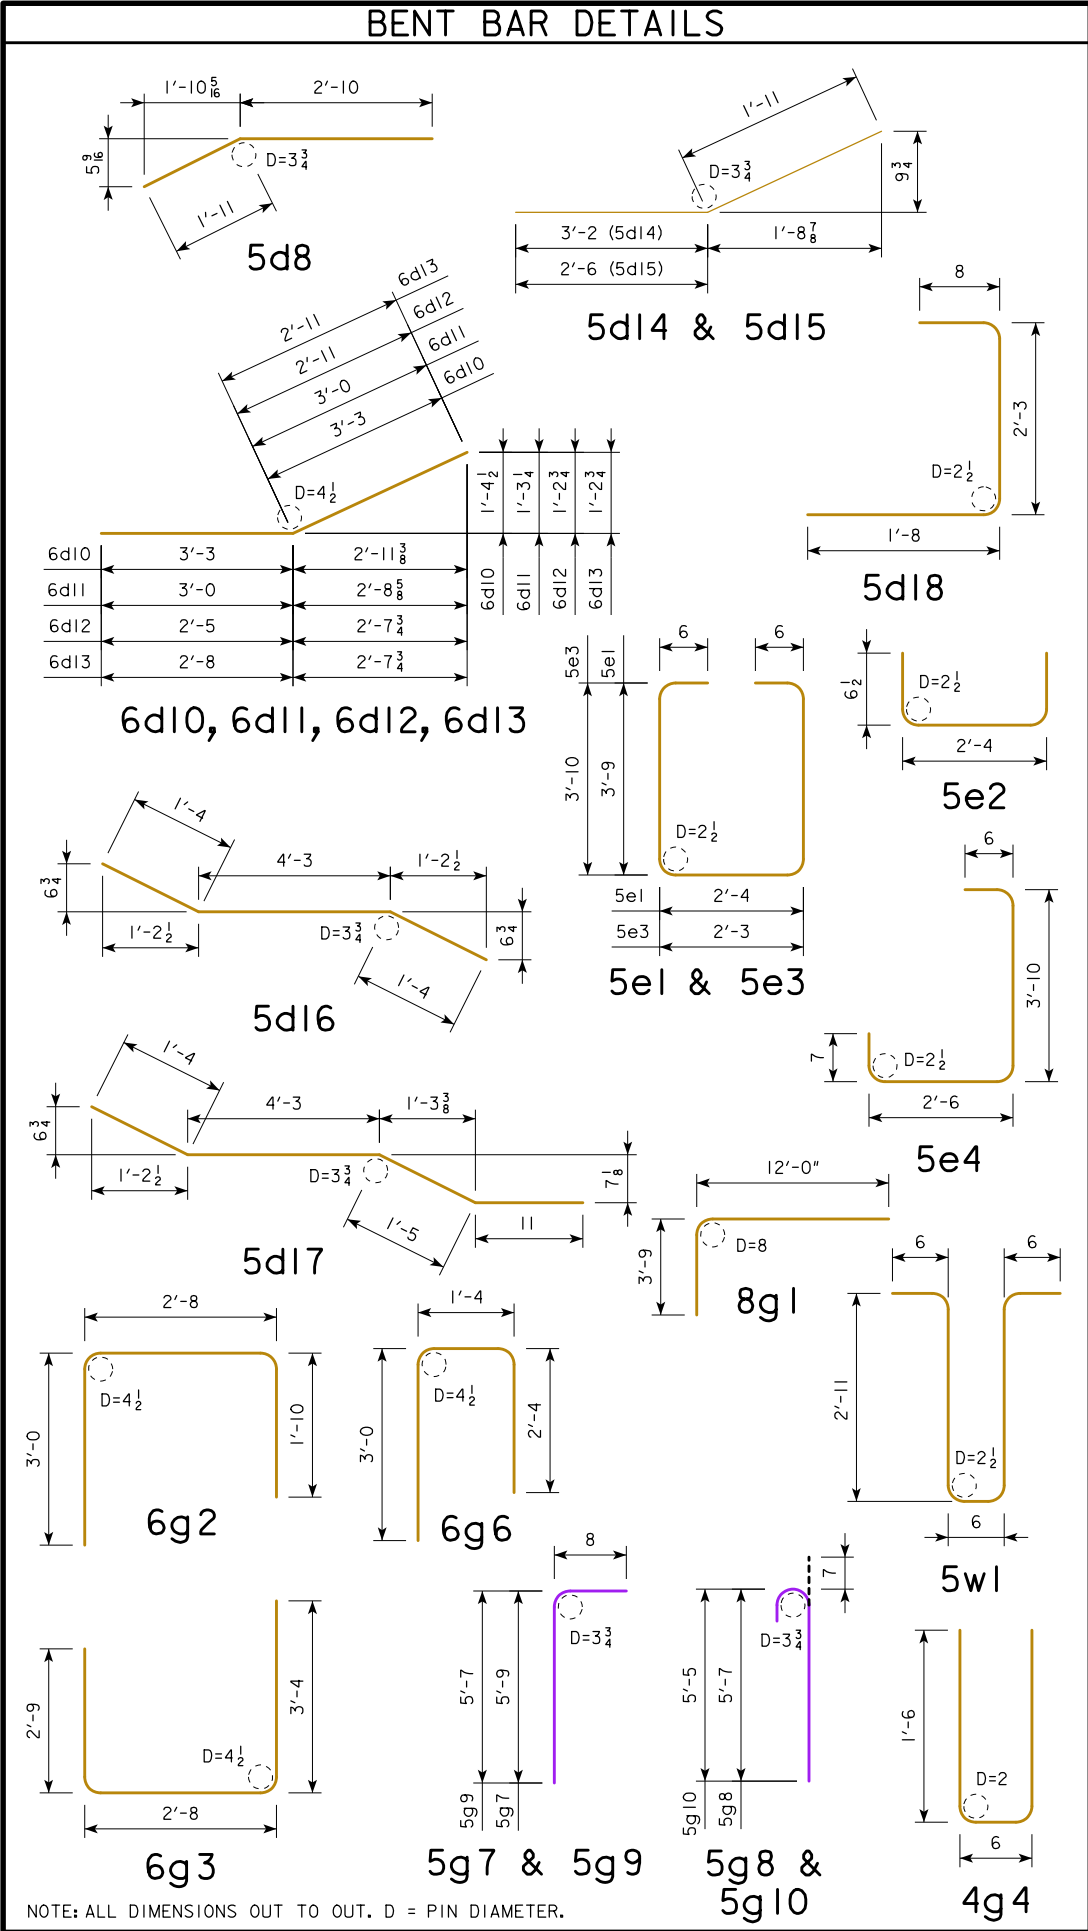 BENT BAR DETAILS
1'-10 5/16
2'-10
5 9/16
D=3 3/4
1'-11
5d8
1'-11
D=3 3/4
9 3/4
3'-2 (5d14)
1'-8 7/8
2'-6 (5d15)
5d14 & 5d15
2'-11
6d13
2'-11
6d12
3'-0
6d11
3'-3
6d10
D=4 1/2
1'-4 1/2
1'-3 1/4
1'-2 3/4
1'-2 3/4
6d10
6d11
6d12
6d13
6d10
3'-3
2'-11 3/8
6d11
3'-0
2'-8 5/8
6d12
2'-5
2'-7 3/4
6d13
2'-8
2'-7 3/4
6d10, 6d11, 6d12, 6d13
8
2'-3
D=2 1/2
1'-8
5d18
5e3
5e1
6
6
3'-10
3'-9
D=2 1/2
5e1
2'-4
5e3
2'-3
5e1 & 5e3
6 1/2
D=2 1/2
2'-4
5e2
1'-4
6 3/4
4'-3
1'-2 1/2
1'-2 1/2
D=3 3/4
6 3/4
1'-4
5d16
6
3'-10
7
D=2 1/2
2'-6
5e4
1'-4
6 3/4
4'-3
1'-3 3/8
1'-2 1/2
D=3 3/4
7 1/8
1'-5
11
5d17
12'-0"
3'-9
D=8
8g1
2'-8
3'-0
D=4 1/2
1'-10
6g2
1'-4
3'-0
D=4 1/2
2'-4
6g6
6
6
2'-11
D=2 1/2
6
5w1
2'-9
3'-4
D=4 1/2
2'-8
6g3
8
D=3 3/4
5'-7
5'-9
5g9
5g7
5g7 & 5g9
7
D=3 3/4
5'-5
5'-7
5g10
5g8
5g8 &
5g10
1'-6
D=2
6
4g4
NOTE: ALL DIMENSIONS OUT TO OUT. D = PIN DIAMETER.